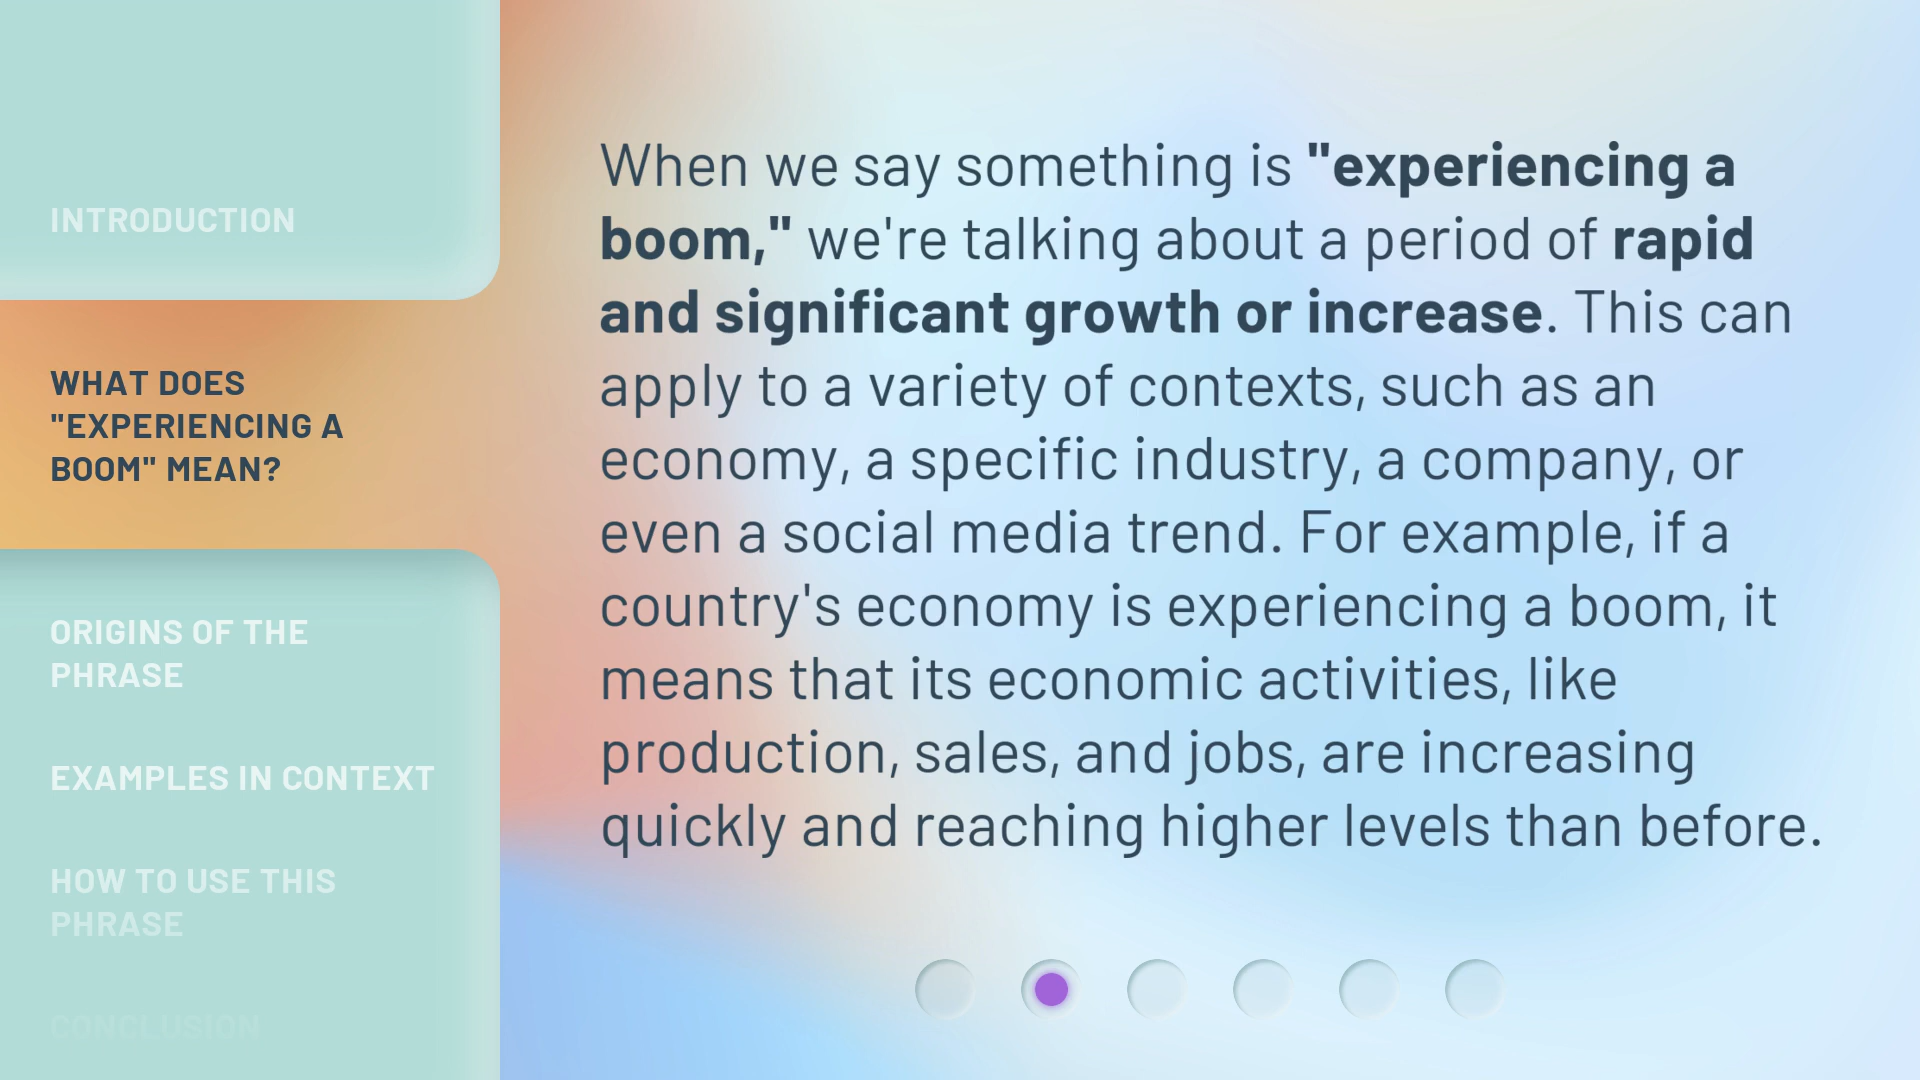 INTRODUCTION
WHAT DOES
"EXPERIENCING A
BOOM" MEAN?
ORIGINS OF THE
PHRASE
EXAMPLES IN CONTEXT
HOW TO USE THIS
PHRASE
CONCLUSION
When we say something is "experiencing a
boom," we're talking about a period of rapid
and significant growth or increase. This can
apply to a variety of contexts, such as an
economy, a specific industry, a company, or
even a social media trend. For example, if a
country's economy is experiencing a boom, it
means that its economic activities, like
production, sales, and jobs, are increasing
quickly and reaching higher levels than before.